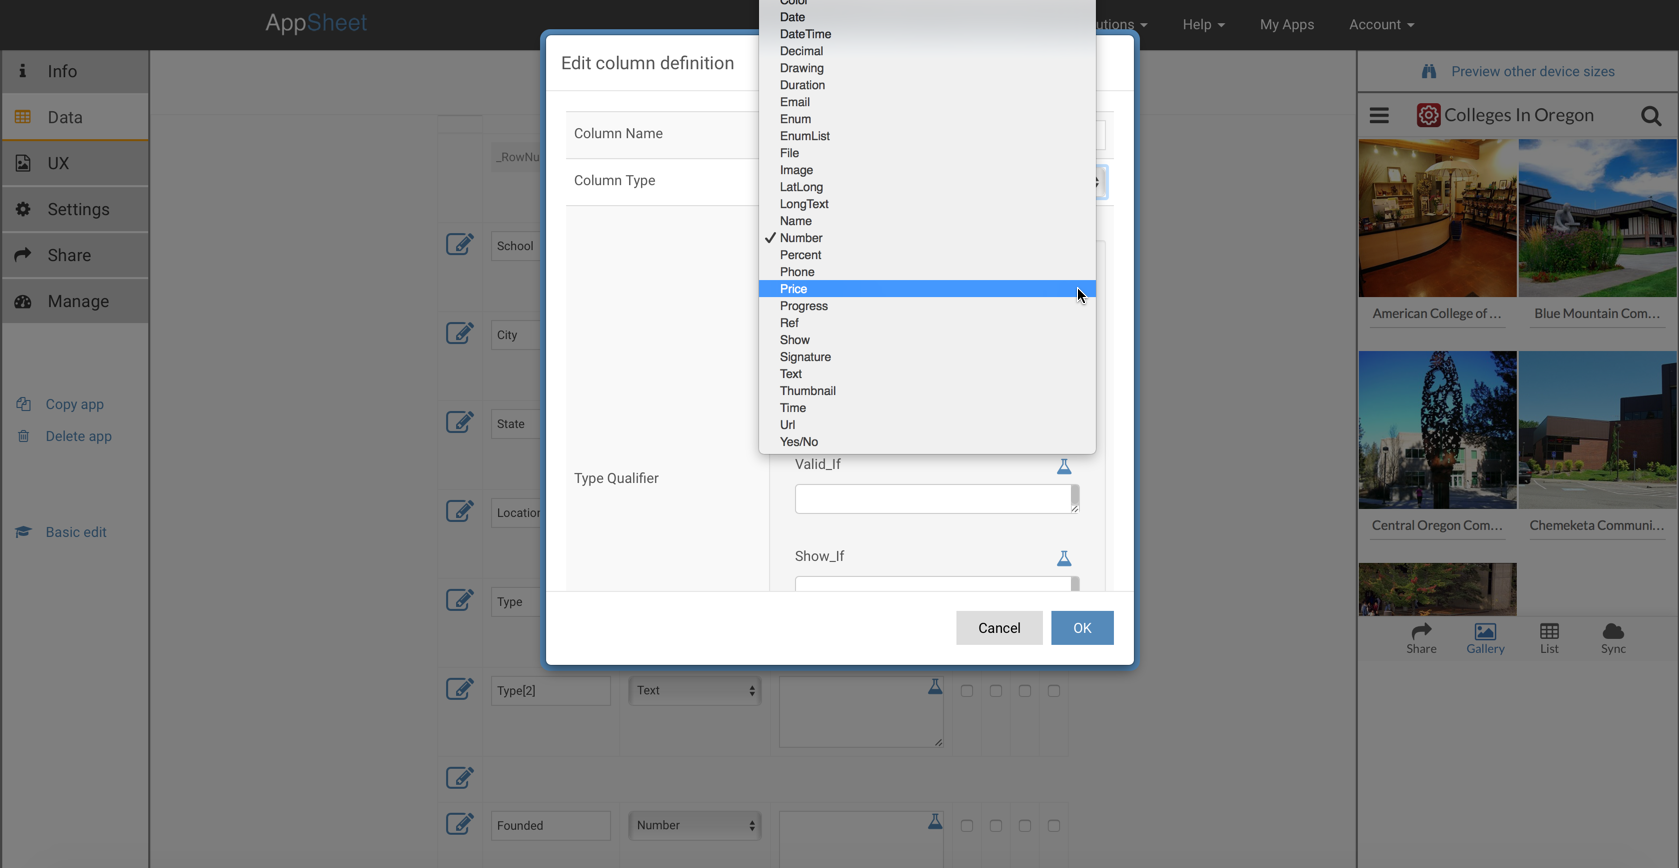 AppSheet
utions
Help
My Apps
Account
Info
Data
UX
Settings
Share
Manage
Copy app
Delete app
Basic edit
_RowNu
School
City
State
Location
Type
Type[2]
Text
Founded
Number
Edit column definition
Column Name
Column Type
Type Qualifier
Color
Date
DateTime
Decimal
Drawing
Duration
Email
Enum
EnumList
File
Image
LatLong
LongText
Name
Number
Percent
Phone
Price
Progress
Ref
Show
Signature
Text
Thumbnail
Time
Url
Yes/No
Valid_If
Show_If
Cancel
OK
Preview other device sizes
Colleges In Oregon
American College of ...
Blue Mountain Com...
Central Oregon Com...
Chemeketa Communi...
Share
Gallery
List
Sync